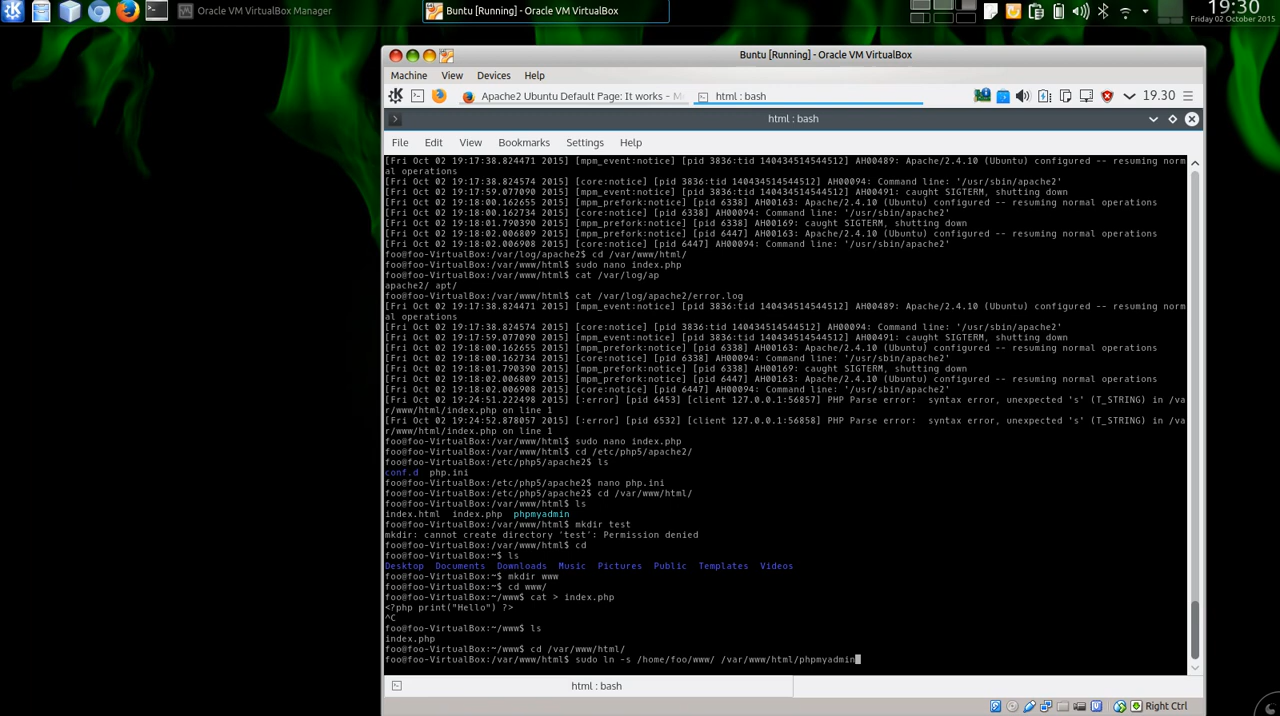 19:30
Friday 02 October 2015
Oracle VM VirtualBox Manager
Buntu [Running] - Oracle VM VirtualBox
Buntu [Running] - Oracle VM VirtualBox
Machine View Devices Help
Apache2 Ubuntu Default Page: It works - M
html : bash
19.30
html : bash
File Edit View Bookmarks Settings Help
[Fri Oct 02 19:17:38.824471 2015] [mpm_event:notice] [pid 3836:tid 140434514544512] AH00489: Apache/2.4.10 (Ubuntu) configured -- resuming norm
al operations
[Fri Oct 02 19:17:38.824574 2015] [core:notice] [pid 3836:tid 140434514544512] AH00094: Command line: '/usr/sbin/apache2'
[Fri Oct 02 19:17:59.077090 2015] [mpm_event:notice] [pid 3836:tid 140434514544512] AH00491: caught SIGTERM, shutting down
[Fri Oct 02 19:18:00.162655 2015] [mpm_prefork:notice] [pid 6338] AH00163: Apache/2.4.10 (Ubuntu) configured -- resuming normal operations
[Fri Oct 02 19:18:00.162734 2015] [core:notice] [pid 6338] AH00094: Command line: '/usr/sbin/apache2'
[Fri Oct 02 19:18:01.790390 2015] [mpm_prefork:notice] [pid 6338] AH00169: caught SIGTERM, shutting down
[Fri Oct 02 19:18:02.006809 2015] [mpm_prefork:notice] [pid 6447] AH00163: Apache/2.4.10 (Ubuntu) configured -- resuming normal operations
[Fri Oct 02 19:18:02.006908 2015] [core:notice] [pid 6447] AH00094: Command line: '/usr/sbin/apache2'
foo@foo-VirtualBox:/var/log/apache2$ cd /var/www/html/
foo@foo-VirtualBox:/var/www/html$ sudo nano index.php
foo@foo-VirtualBox:/var/www/html$ cat /var/log/ap
apache2/ apt/
foo@foo-VirtualBox:/var/www/html$ cat /var/log/apache2/error.log
[Fri Oct 02 19:17:38.824471 2015] [mpm_event:notice] [pid 3836:tid 140434514544512] AH00489: Apache/2.4.10 (Ubuntu) configured -- resuming norm
al operations
[Fri Oct 02 19:17:38.824574 2015] [core:notice] [pid 3836:tid 140434514544512] AH00094: Command line: '/usr/sbin/apache2'
[Fri Oct 02 19:17:59.077090 2015] [mpm_event:notice] [pid 3836:tid 140434514544512] AH00491: caught SIGTERM, shutting down
[Fri Oct 02 19:18:00.162655 2015] [mpm_prefork:notice] [pid 6338] AH00163: Apache/2.4.10 (Ubuntu) configured -- resuming normal operations
[Fri Oct 02 19:18:00.162734 2015] [core:notice] [pid 6338] AH00094: Command line: '/usr/sbin/apache2'
[Fri Oct 02 19:18:01.790390 2015] [mpm_prefork:notice] [pid 6338] AH00169: caught SIGTERM, shutting down
[Fri Oct 02 19:18:02.006809 2015] [mpm_prefork:notice] [pid 6447] AH00163: Apache/2.4.10 (Ubuntu) configured -- resuming normal operations
[Fri Oct 02 19:18:02.006908 2015] [core:notice] [pid 6447] AH00094: Command line: '/usr/sbin/apache2'
[Fri Oct 02 19:24:51.222498 2015] [:error] [pid 6453] [client 127.0.0.1:56857] PHP Parse error:  syntax error, unexpected 's' (T_STRING) in /va
r/www/html/index.php on line 1
[Fri Oct 02 19:24:52.878057 2015] [:error] [pid 6532] [client 127.0.0.1:56858] PHP Parse error:  syntax error, unexpected 's' (T_STRING) in /va
r/www/html/index.php on line 1
foo@foo-VirtualBox:/var/www/html$ sudo nano index.php
foo@foo-VirtualBox:/var/www/html$ cd /etc/php5/apache2/
foo@foo-VirtualBox:/etc/php5/apache2$ ls
conf.d  php.ini
foo@foo-VirtualBox:/etc/php5/apache2$ nano php.ini
foo@foo-VirtualBox:/etc/php5/apache2$ cd /var/www/html/
foo@foo-VirtualBox:/var/www/html$ ls
index.html  index.php  phpmyadmin
foo@foo-VirtualBox:/var/www/html$ mkdir test
mkdir: cannot create directory 'test': Permission denied
foo@foo-VirtualBox:/var/www/html$ cd
foo@foo-VirtualBox:~$ ls
Desktop  Documents  Downloads  Music  Pictures  Public  Templates  Videos
foo@foo-VirtualBox:~$ mkdir www
foo@foo-VirtualBox:~$ cd www/
foo@foo-VirtualBox:~/www$ cat > index.php
<?php print("Hello") ?>
^C
foo@foo-VirtualBox:~/www$ ls
index.php
foo@foo-VirtualBox:~/www$ cd /var/www/html/
foo@foo-VirtualBox:/var/www/html$ sudo ln -s /home/foo/www/ /var/www/html/phpmyadmin
html : bash
Right Ctrl